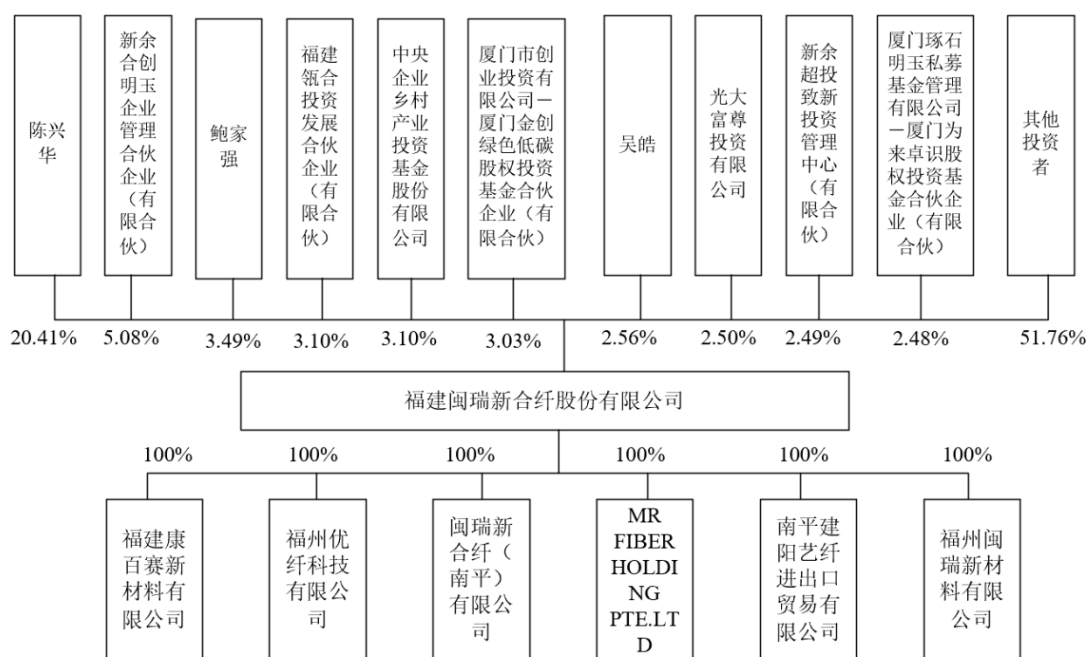 陈兴
华
新余
合创
明玉
企业
管理
合伙
企业
（有
限合
伙）
鲍家
强
福建
瓴合
投资
发展
合伙
企业
（有
限合
伙）
中央
企业
乡村
产业
投资
基金
股份
有限
公司
厦门市创
业投资有
限公司－
厦门金创
绿色低碳
股权投资
基金合伙
企业（有
限合伙）
吴皓
光大
富尊
投资
有限
公司
新余
超投
致新
投资
管理
中心
（有
限合
伙）
厦门琢石
明玉私募
基金管理
有限公司
－厦门为
来卓识股
权投资基
金合伙企
业（有限
合伙）
其他
投资
者
20.41%
5.08%
3.49%
3.10%
3.10%
3.03%
2.56%
2.50%
2.49%
2.48%
51.76%
福建闽瑞新合纤股份有限公司
100%
100%
100%
100%
100%
100%
福建康
百赛新
材料有
限公司
福州优
纤科技
有限公
司
闽瑞新
合纤（
南平）
有限公
司
MR
FIBER
HOLDI
NG
PTE.LT
D
南平建
阳艺纤
进出口
贸易有
限公司
福州闽
瑞新材
料有限
公司